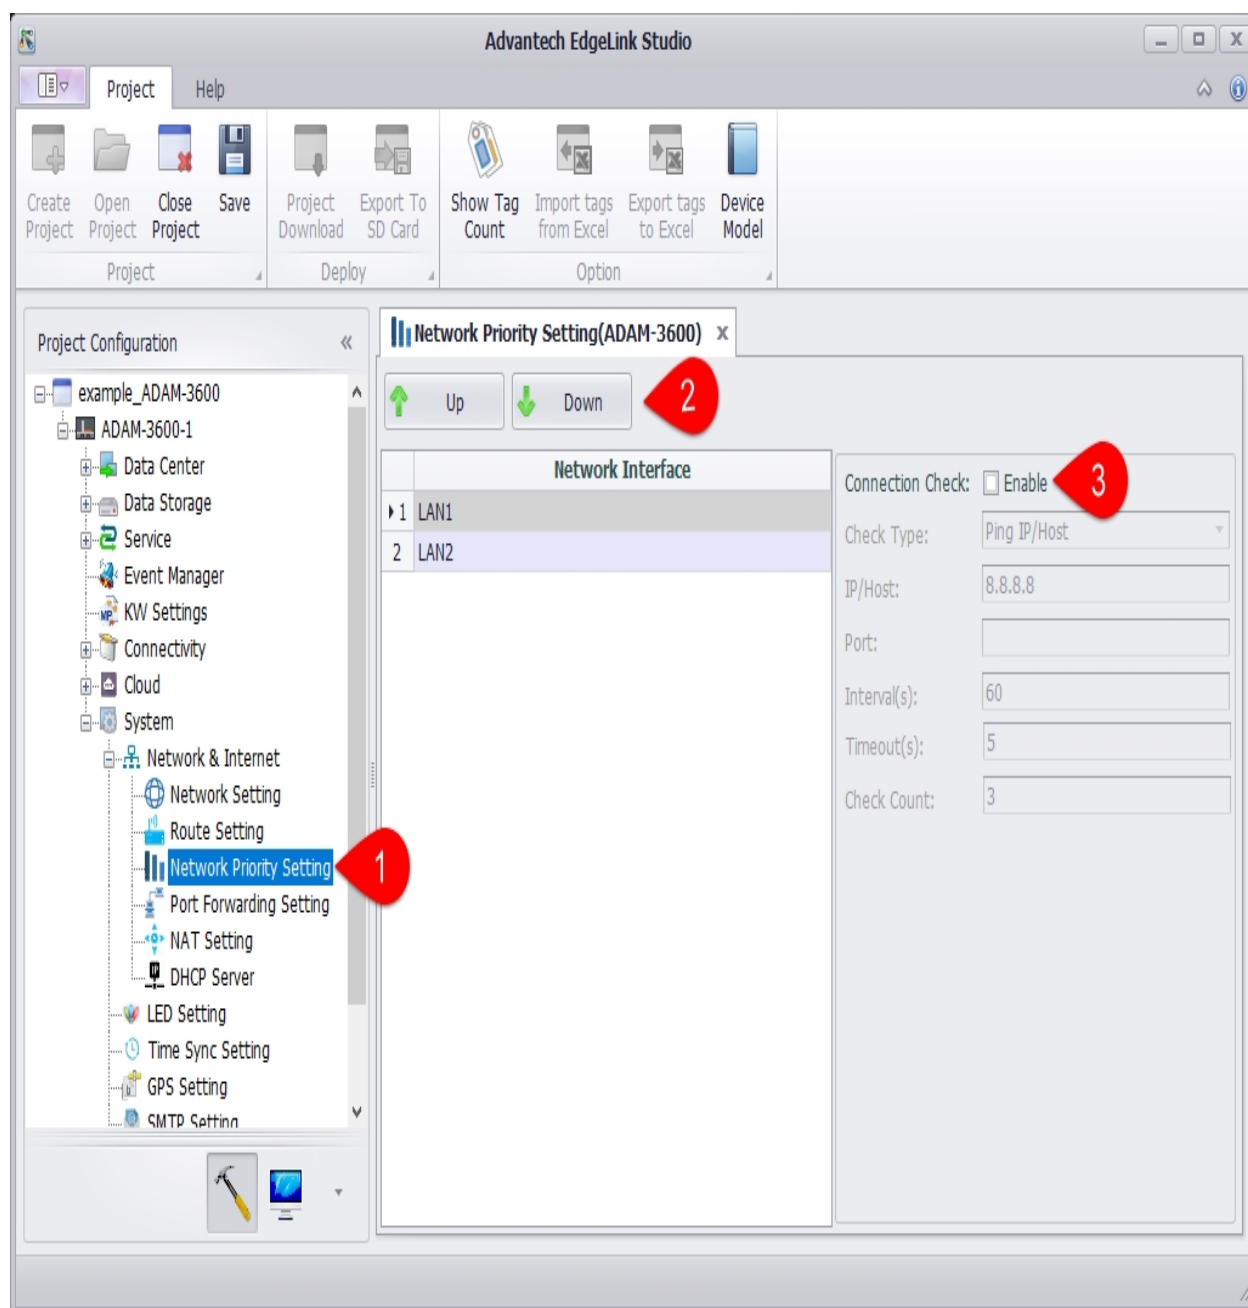 Advantech EdgeLink Studio
Project Help
Create Project Open Project Close Project Save Project Download Export To SD Card Show Tag Count Import tags from Excel Export tags to Excel Device Model
Project Deploy Option
Project Configuration
example_ADAM-3600
ADAM-3600-1
Data Center
Data Storage
Service
Event Manager
KW Settings
Connectivity
Cloud
System
Network & Internet
Network Setting
Route Setting
Network Priority Setting
1
Port Forwarding Setting
NAT Setting
DHCP Server
LED Setting
Time Sync Setting
GPS Setting
SMTP Setting
Network Priority Setting(ADAM-3600) x
Up Down 2
Network Interface
1 LAN1
2 LAN2
Connection Check: Enable 3
Check Type: Ping IP/Host
IP/Host: 8.8.8.8
Port:
Interval(s): 60
Timeout(s): 5
Check Count: 3